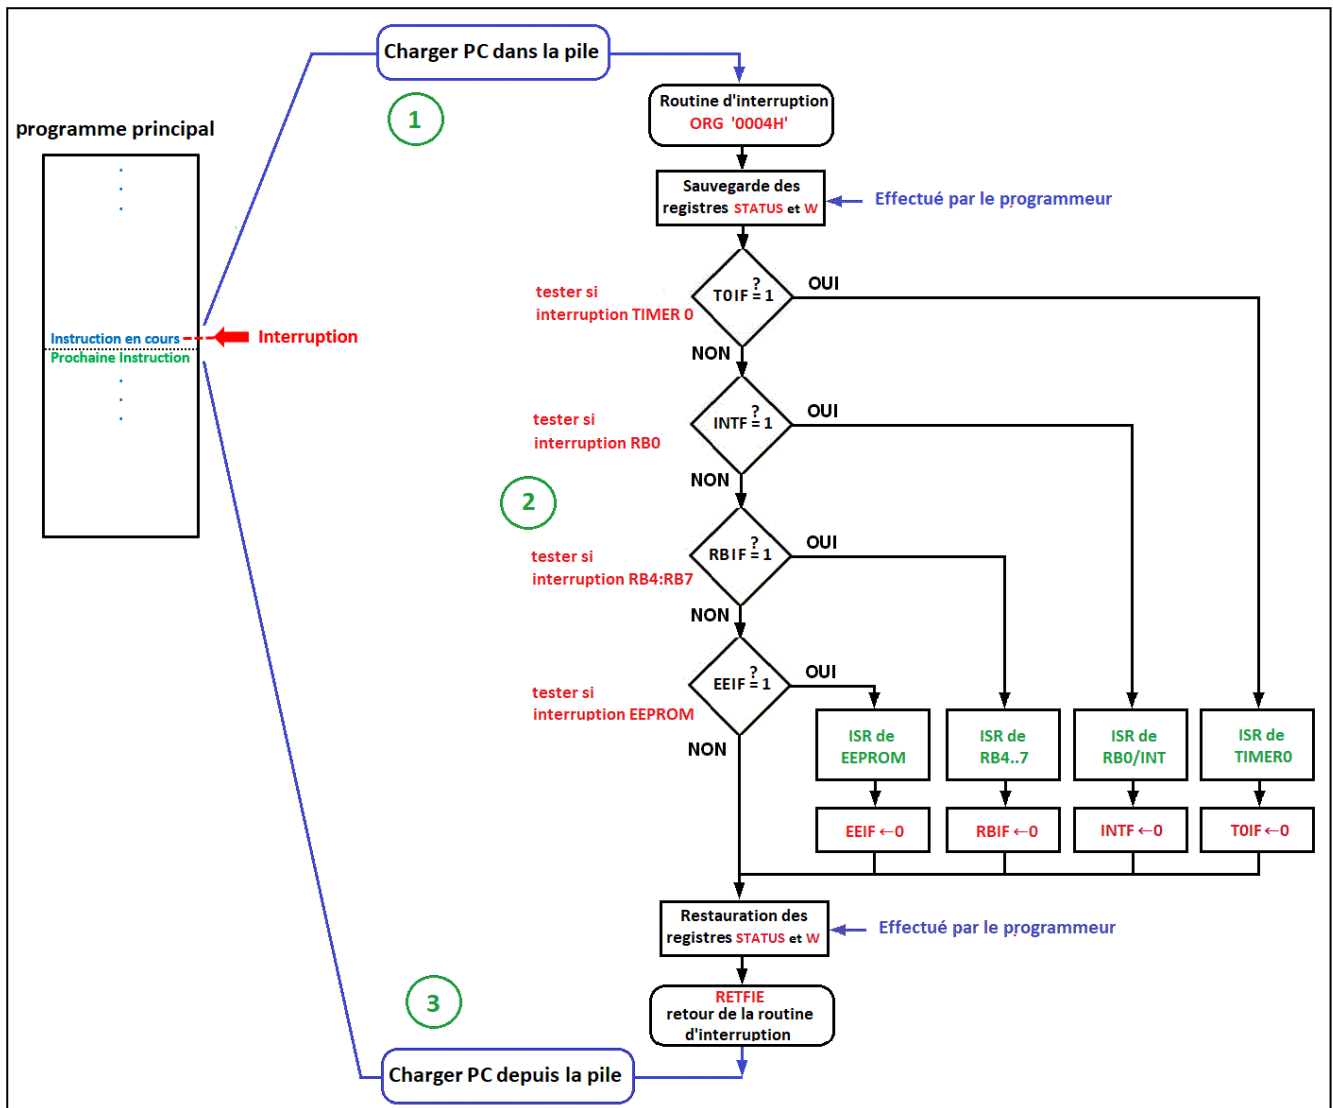 Charger PC dans la pile
1
Routine d'interruption
ORG '0004H'
programme principal
Sauvegarde des
registres STATUS et W
Effectué par le programmeur
Instruction en cours
Prochaine Instruction
Interruption
tester si
interruption TIMER 0
?
T0IF = 1
OUI
NON
tester si
interruption RB0
?
INTF = 1
OUI
NON
2
tester si
interruption RB4:RB7
?
RBIF = 1
OUI
NON
tester si
interruption EEPROM
?
EEIF = 1
OUI
NON
ISR de
EEPROM
ISR de
RB4..7
ISR de
RB0/INT
ISR de
TIMER0
EEIF ←0
RBIF ←0
INTF ←0
T0IF ←0
Restauration des
registres STATUS et W
Effectué par le programmeur
3
RETFIE
retour de la routine
d'interruption
Charger PC depuis la pile